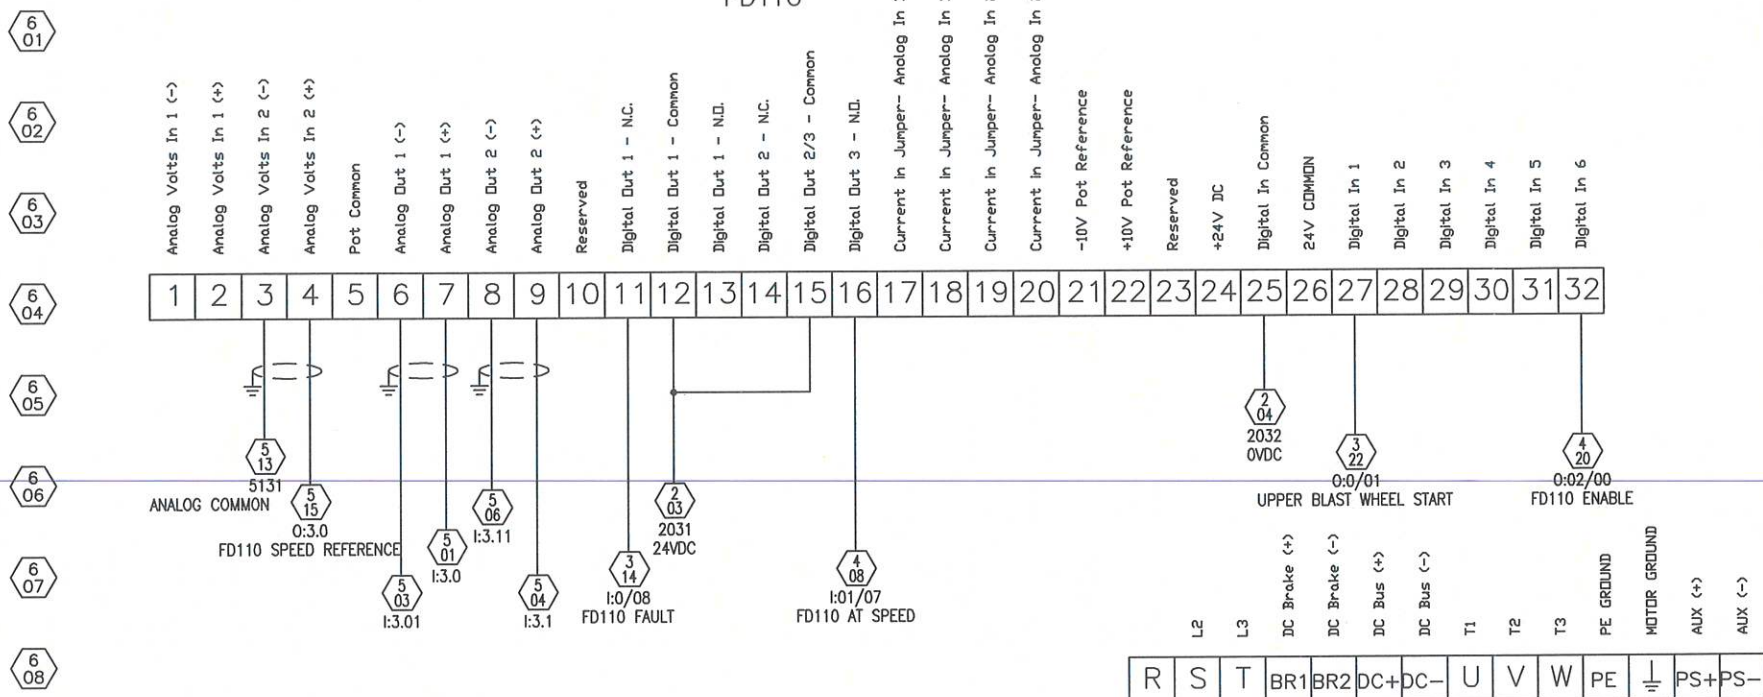 FD110
6
01
6
02
6
03
6
04
6
05
6
06
6
07
6
08
Analog Volts In 1 (-)
Analog Volts In 1 (+)
Analog Volts In 2 (-)
Analog Volts In 2 (+)
Pot Common
Analog Out 1 (-)
Analog Out 1 (+)
Analog Out 2 (-)
Analog Out 2 (+)
Reserved
Digital Out 1 - N.C.
Digital Out 1 - Common
Digital Out 1 - N.O.
Digital Out 2 - N.C.
Digital Out 2/3 - Common
Digital Out 3 - N.O.
Current in Jumper- Anolog In
Current in Jumper- Anolog In
Current in Jumper- Anolog In
Current in Jumper- Anolog In
-10V Pot Reference
+10V Pot Reference
Reserved
+24V DC
Digital In Common
24V COMMON
Digital In 1
Digital In 2
Digital In 3
Digital In 4
Digital In 5
Digital In 6
1 2 3 4 5 6 7 8 9 10 11 12 13 14 15 16 17 18 19 20 21 22 23 24 25 26 27 28 29 30 31 32
5
13
5131
ANALOG COMMON
5
15
O:3.0
FD110 SPEED REFERENCE
5
03
I:3.01
5
01
I:3.0
5
06
I:3.11
5
04
I:3.1
3
14
I:0/08
FD110 FAULT
2
03
2031
24VDC
4
08
I:01/07
FD110 AT SPEED
2
04
2032
0VDC
3
22
O:0/01
UPPER BLAST WHEEL START
4
20
O:02/00
FD110 ENABLE
L2
L3
DC Brake (+)
DC Brake (-)
DC Bus (+)
DC Bus (-)
T1
T2
T3
PE GROUND
MOTOR GROUND
AUX (+)
AUX (-)
R S T BR1 BR2 DC+ DC- U V W PE PS+ PS-